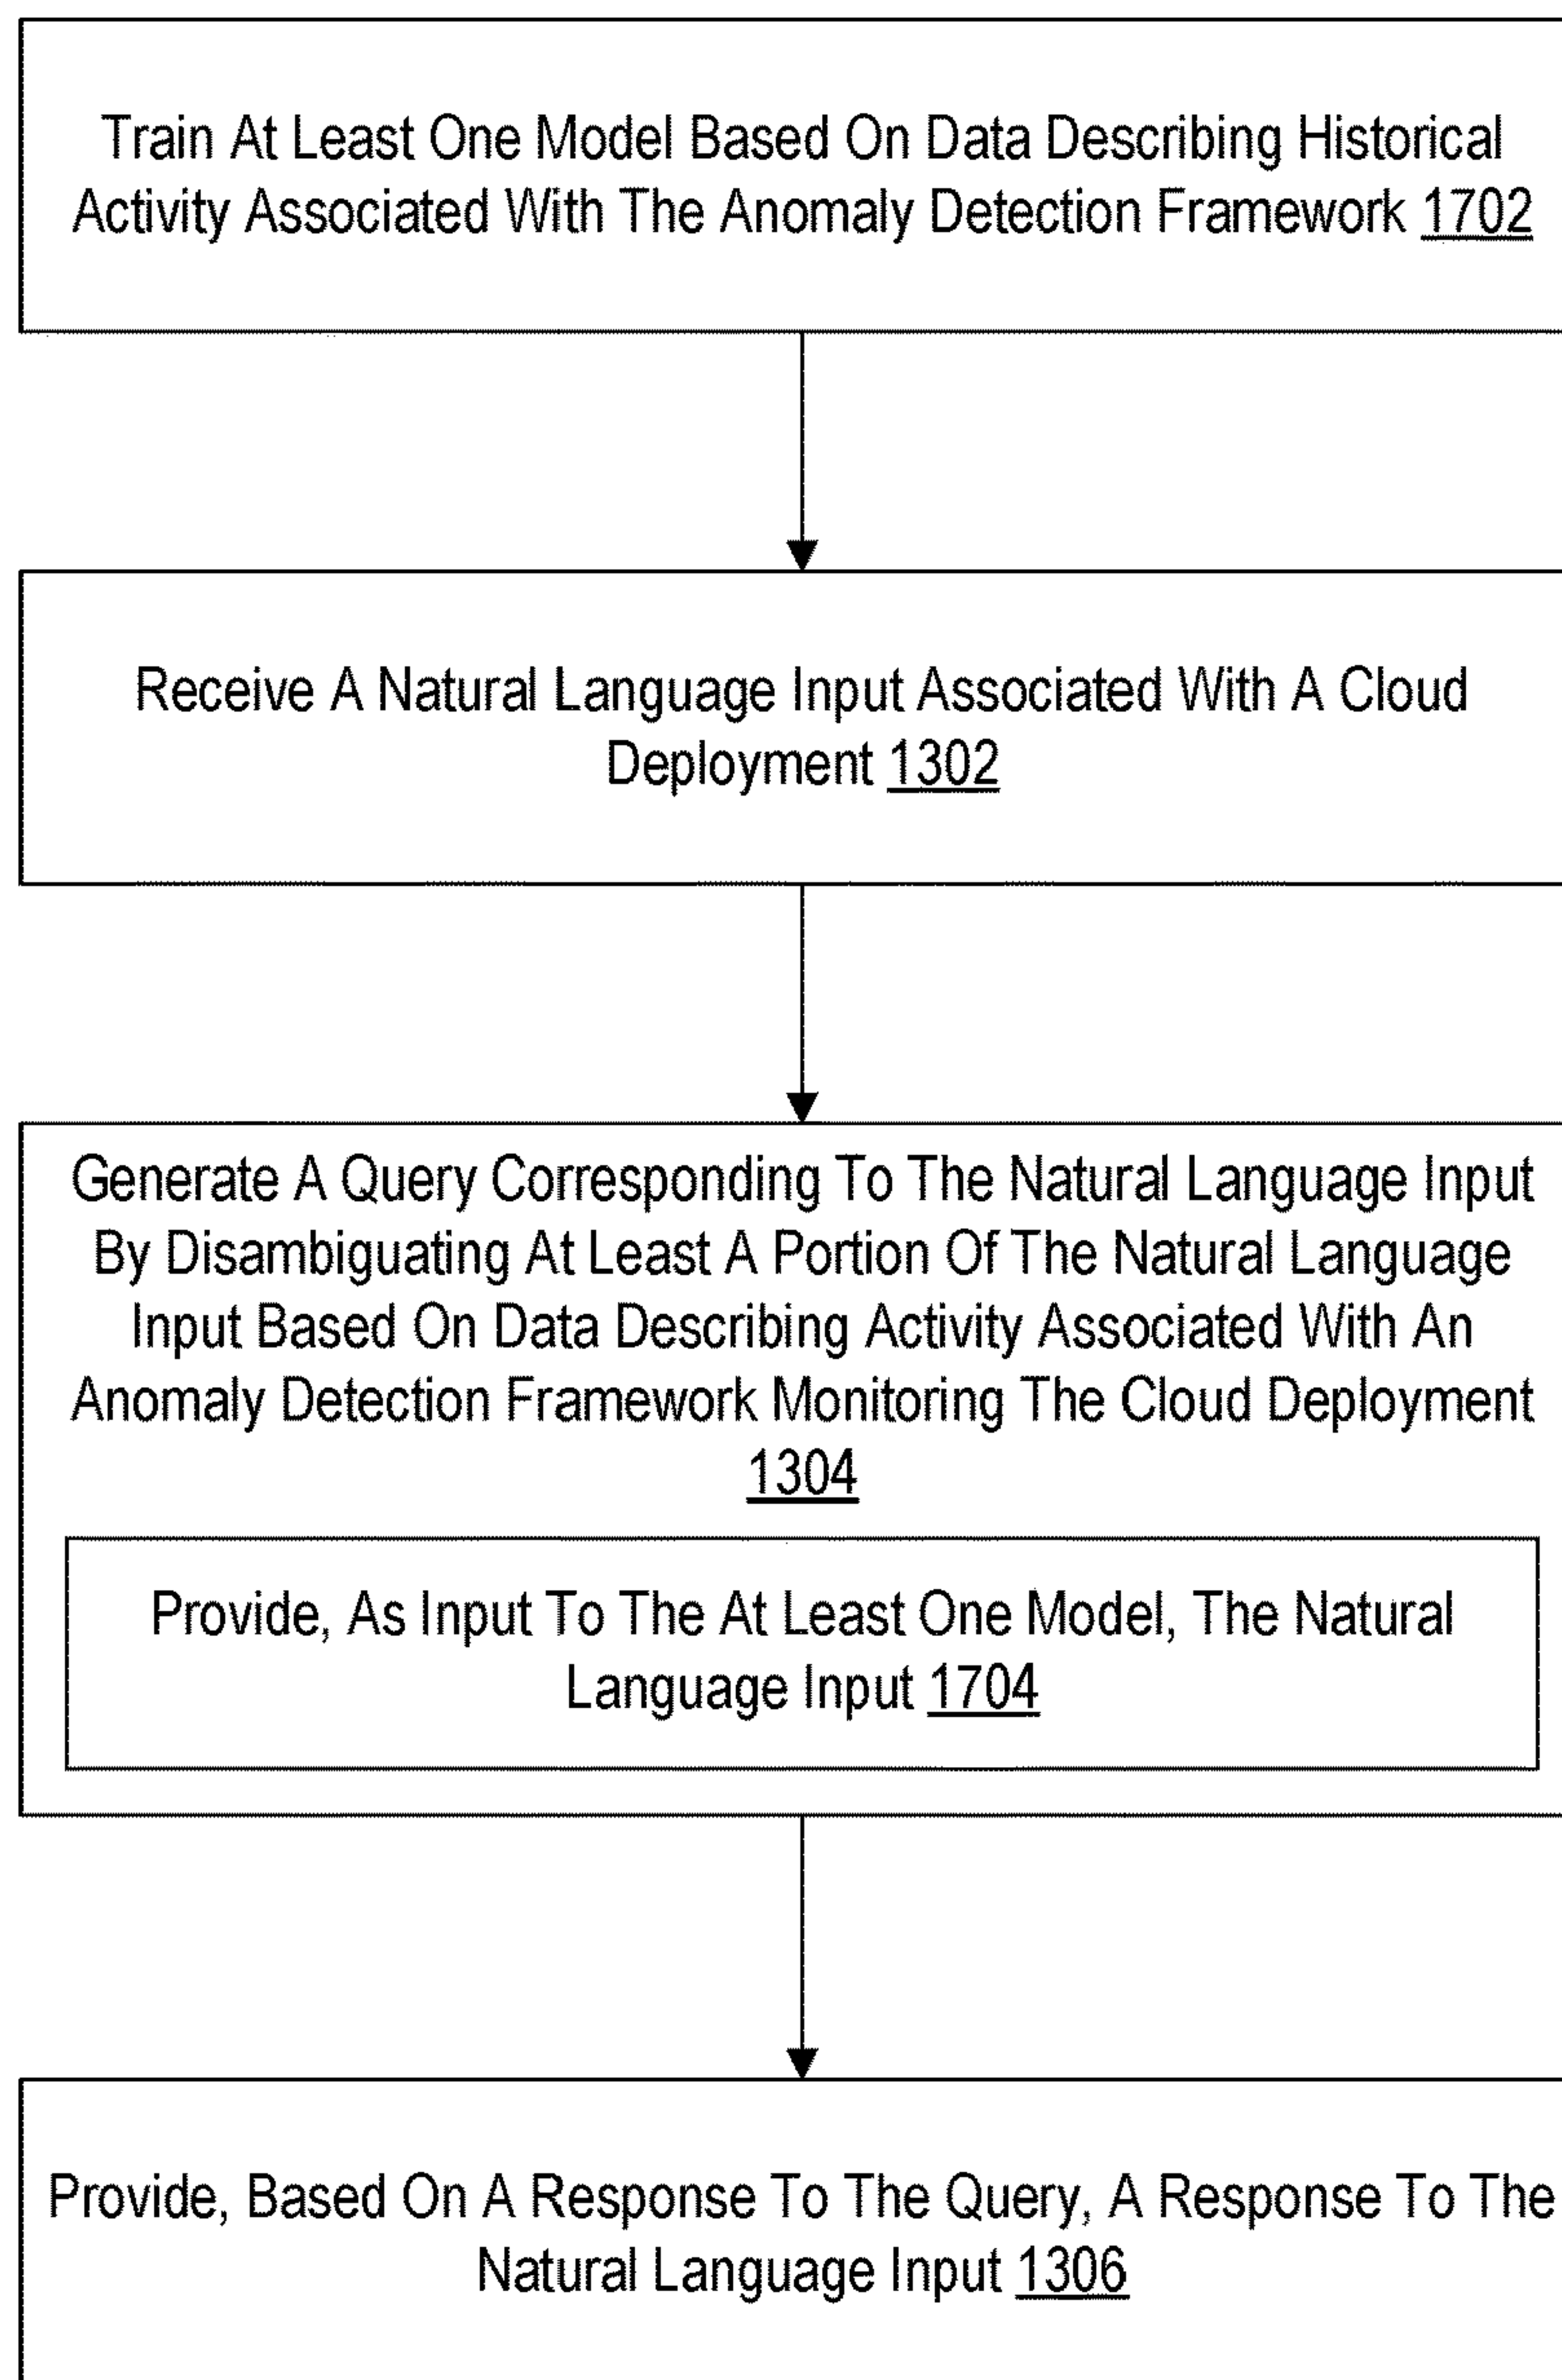 Train At Least One Model Based On Data Describing Historical
Activity Associated With The Anomaly Detection Framework 1702
Receive A Natural Language Input Associated With A Cloud
Deployment 1302
Generate A Query Corresponding To The Natural Language Input
By Disambiguating At Least A Portion Of The Natural Language
Input Based On Data Describing Activity Associated With An
Anomaly Detection Framework Monitoring The Cloud Deployment
1304
Provide, As Input To The At Least One Model, The Natural
Language Input 1704
Provide, Based On A Response To The Query, A Response To The
Natural Language Input 1306